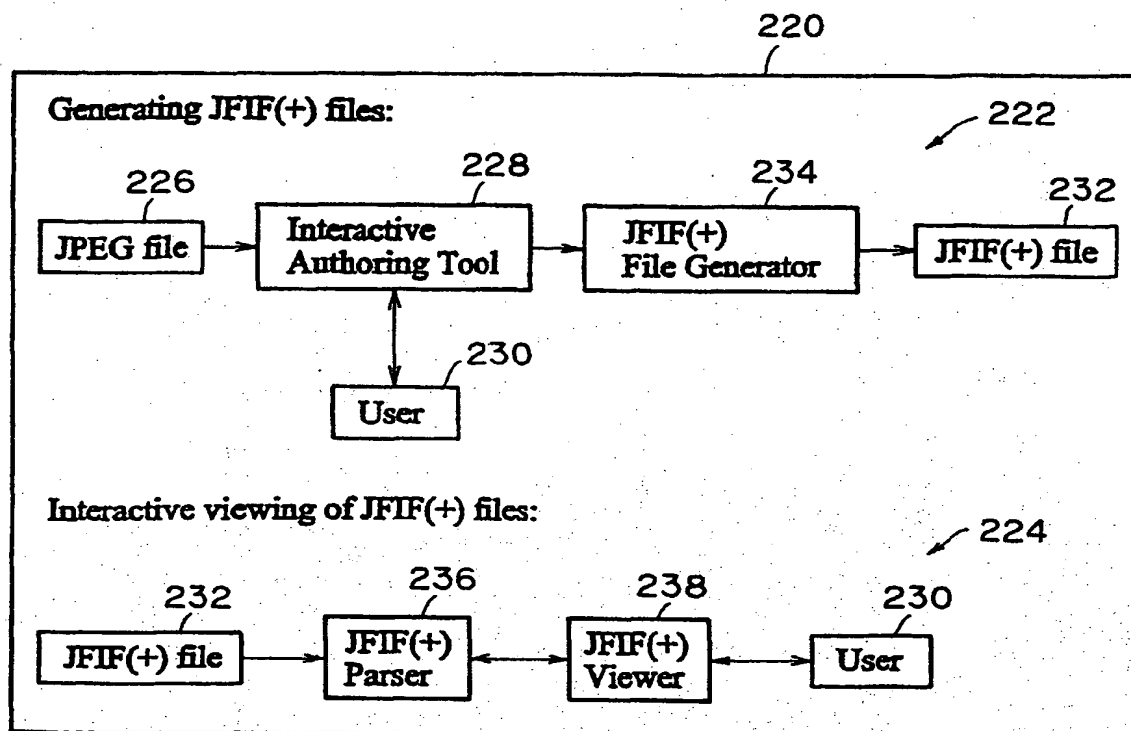 220
Generating JFIF(+) files:
222
226
228
234
232
JPEG file
Interactive
Authoring Tool
JFIF(+)
File Generator
JFIF(+) file
230
User
Interactive viewing of JFIF(+) files:
224
232
236
238
230
JFIF(+) file
JFIF(+)
Parser
JFIF(+)
Viewer
User